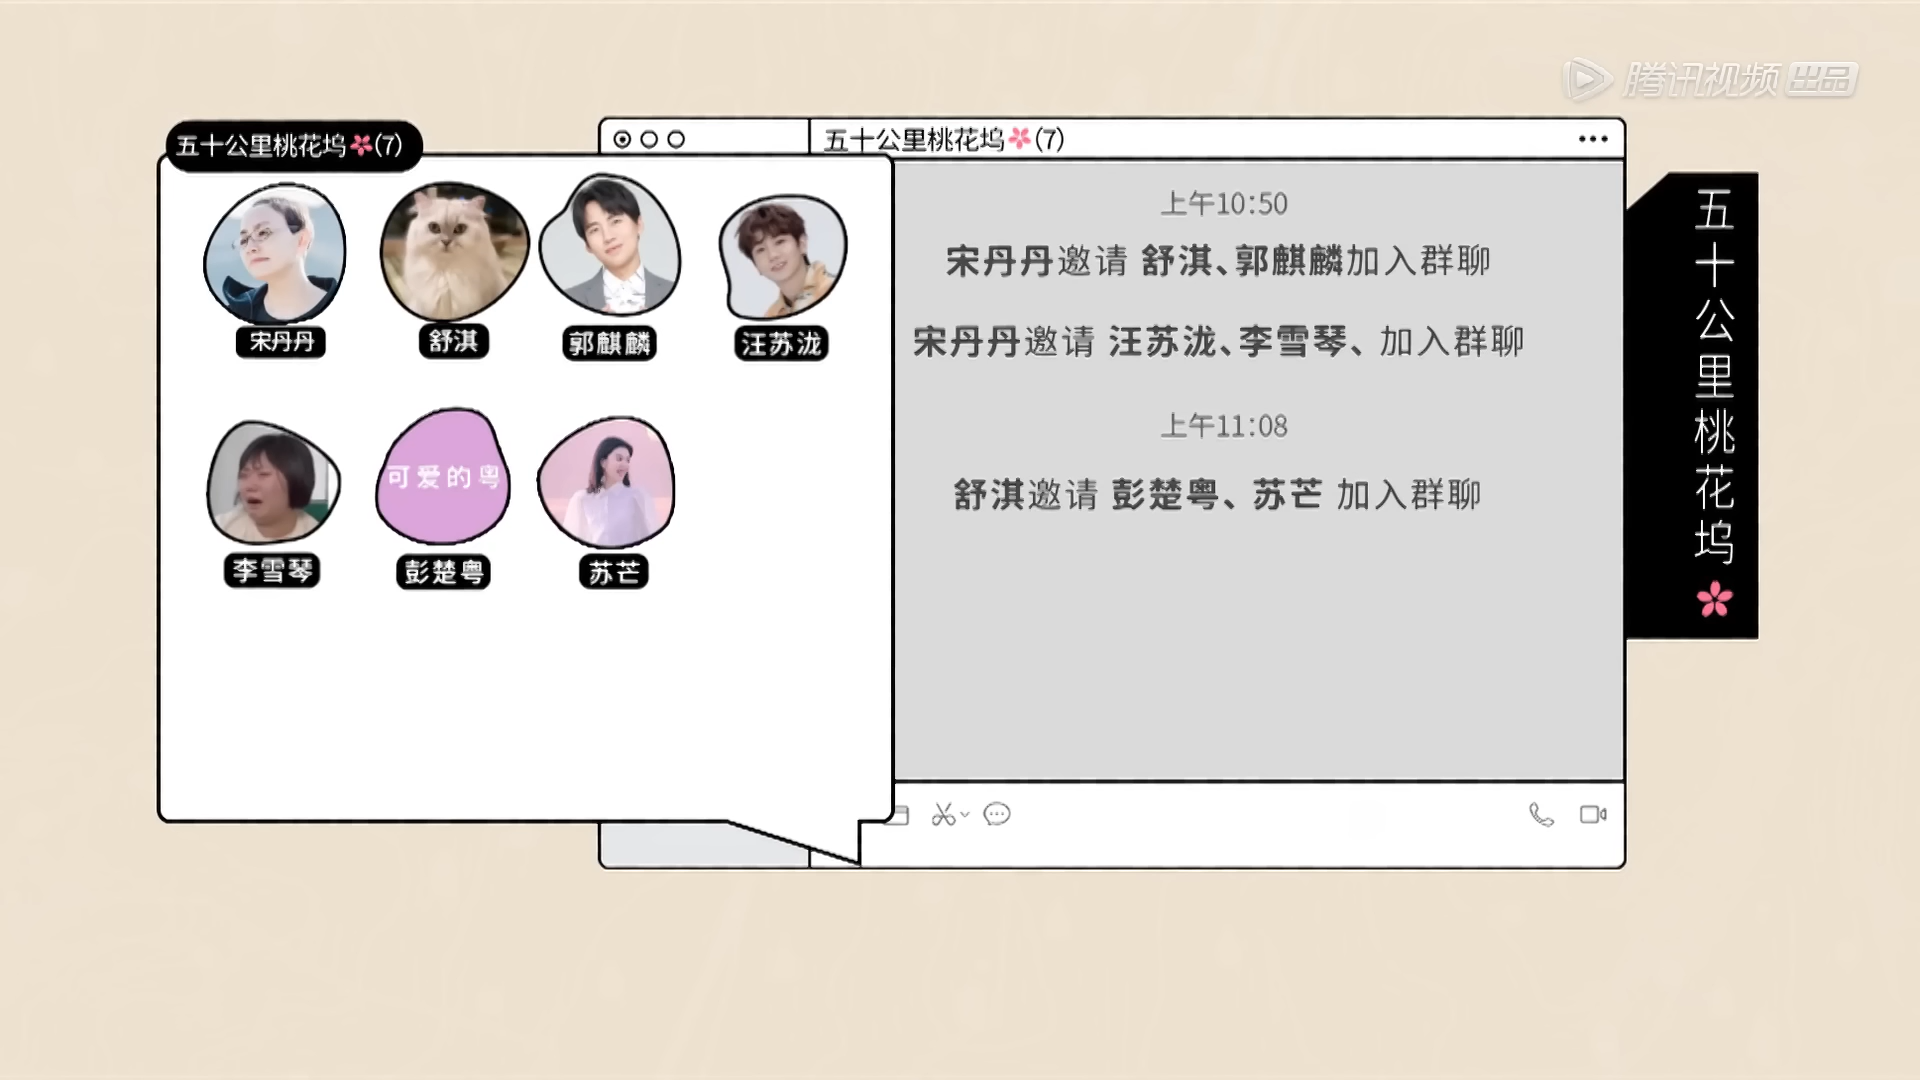 腾讯视频 出品
五十公里桃花坞🌸(7)
五十公里桃花坞🌸(7)
宋丹丹
舒淇
郭麒麟
汪苏泷
李雪琴
可爱的粤
彭楚粤
苏芒
上午10:50
宋丹丹邀请 舒淇、郭麒麟加入群聊
宋丹丹邀请 汪苏泷、李雪琴、 加入群聊
上午11:08
舒淇邀请 彭楚粤、苏芒 加入群聊
五十公里桃花坞